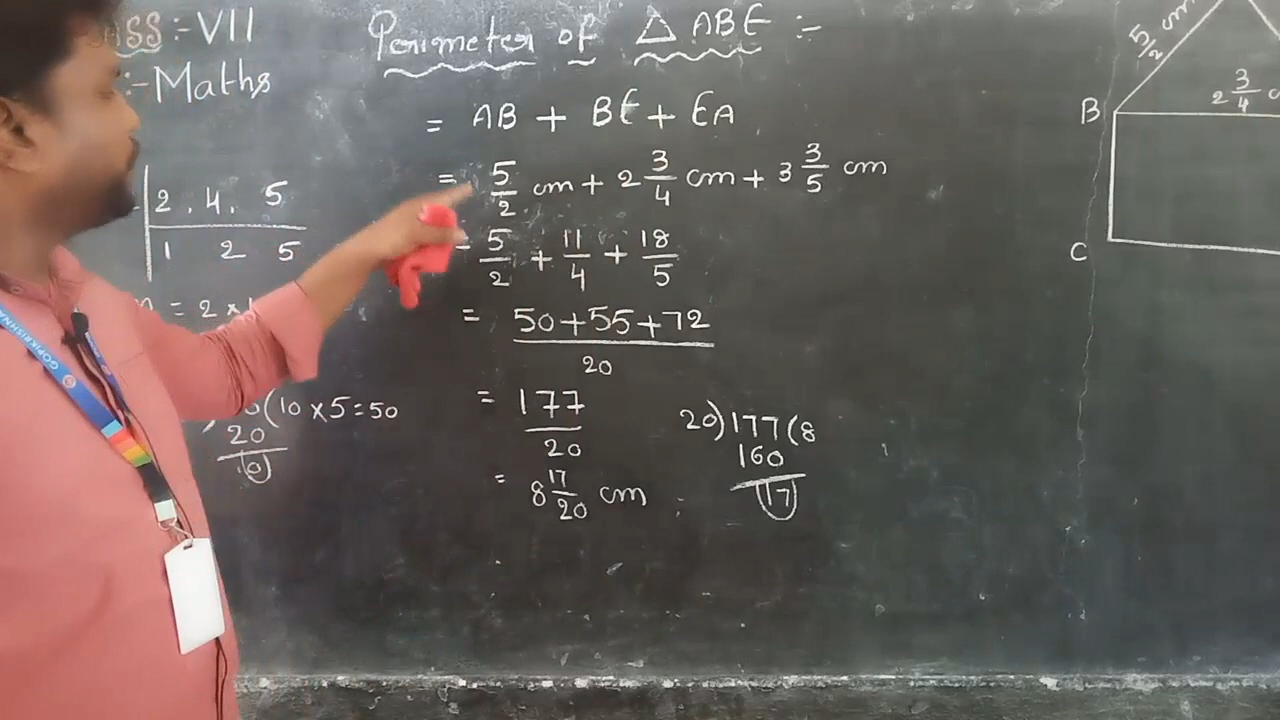 SS :- VII
:- Maths
Perimeter of △ ABE :-
= AB + BE + EA
= 5/2 cm + 2 3/4 cm + 3 3/5 cm
= 5/2 + 11/4 + 18/5
= 50+55+72 / 20
= 177/20
= 8 17/20 cm
20)177(8
160
17
2, 4, 5
1 2 5
= 2 ×
(10 × 5 = 50
20
10
GOPIKRISHNA
5/2 cm
2 3/4 c
B
C